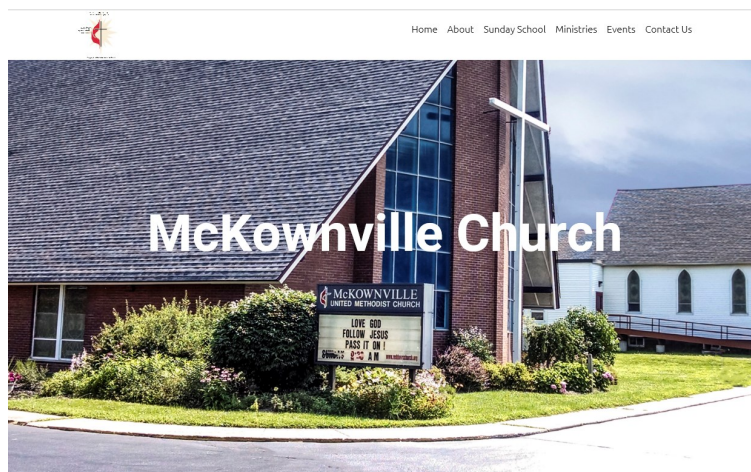 Home About Sunday School Ministries Events Contact Us
McKownville Church
McKOWNVILLE
UNITED METHODIST CHURCH
LOVE GOD
FOLLOW JESUS
PASS IT ON !
AM